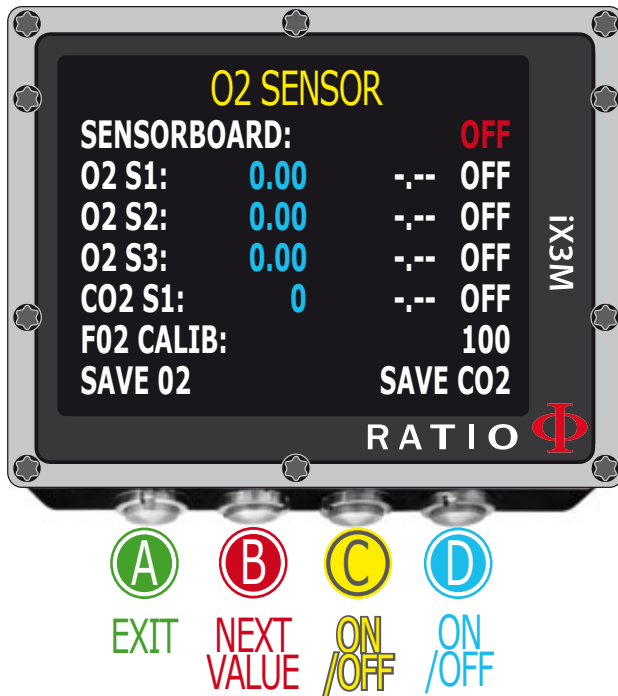 O2 SENSOR
SENSORBOARD: OFF
O2 S1: 0.00 -.-- OFF
O2 S2: 0.00 -.-- OFF
O2 S3: 0.00 -.-- OFF
CO2 S1: 0 -.-- OFF
F02 CALIB: 100
SAVE 02 SAVE CO2
iX3M
RATIO
A B C D
EXIT NEXT VALUE ON /OFF ON /OFF